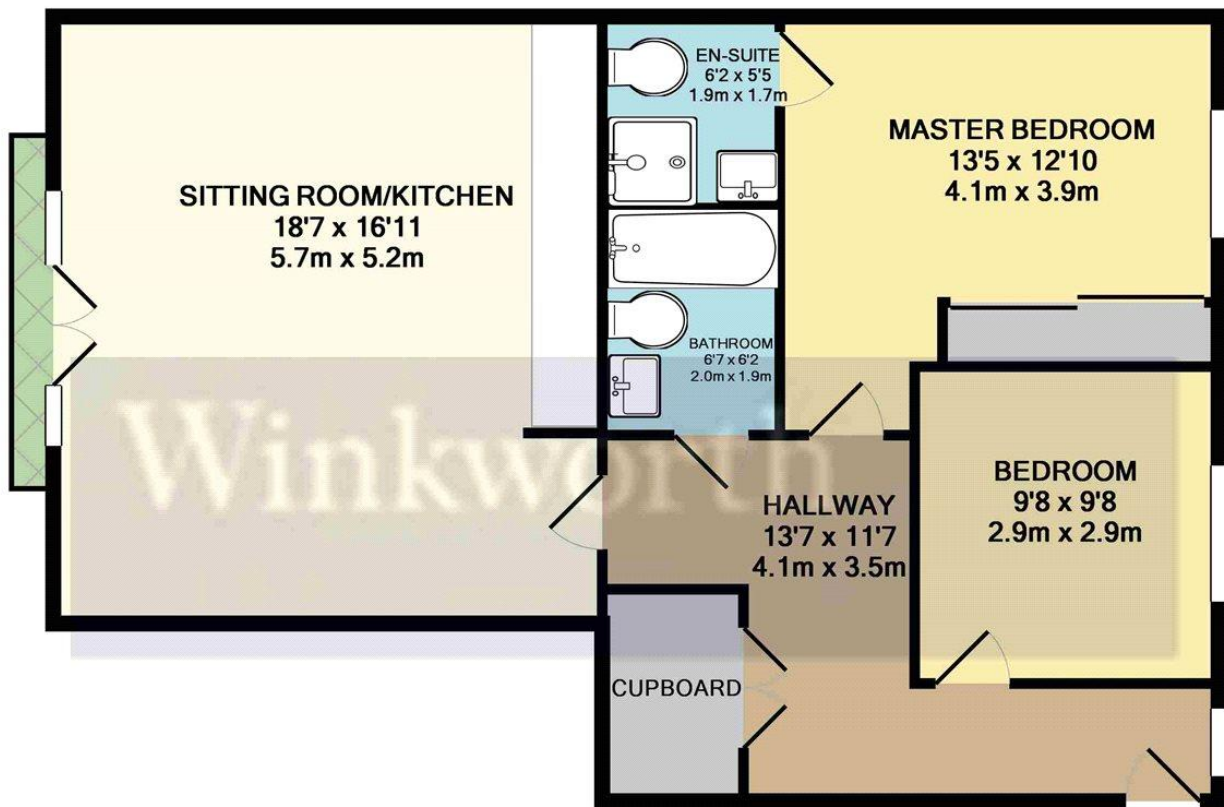 SITTING ROOM/KITCHEN
18'7 x 16'11
5.7m x 5.2m
EN-SUITE
6'2 x 5'5
1.9m x 1.7m
MASTER BEDROOM
13'5 x 12'10
4.1m x 3.9m
BATHROOM
6'7 x 6'2
2.0m x 1.9m
Winkworth
HALLWAY
13'7 x 11'7
4.1m x 3.5m
BEDROOM
9'8 x 9'8
2.9m x 2.9m
CUPBOARD